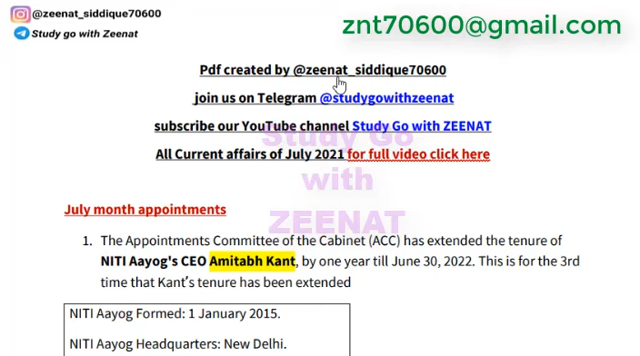 @zeenat_siddique70600
Study go with Zeenat
znt70600@gmail.com
Pdf created by @zeenat_siddique70600
join us on Telegram @studygowithzeenat
subscribe our YouTube channel Study Go with ZEENAT
All Current affairs of July 2021 for full video click here
Study Go
with
ZEENAT
July month appointments
1. The Appointments Committee of the Cabinet (ACC) has extended the tenure of
NITI Aayog's CEO Amitabh Kant, by one year till June 30, 2022. This is for the 3rd
time that Kant's tenure has been extended
NITI Aayog Formed: 1 January 2015.
NITI Aayog Headquarters: New Delhi.